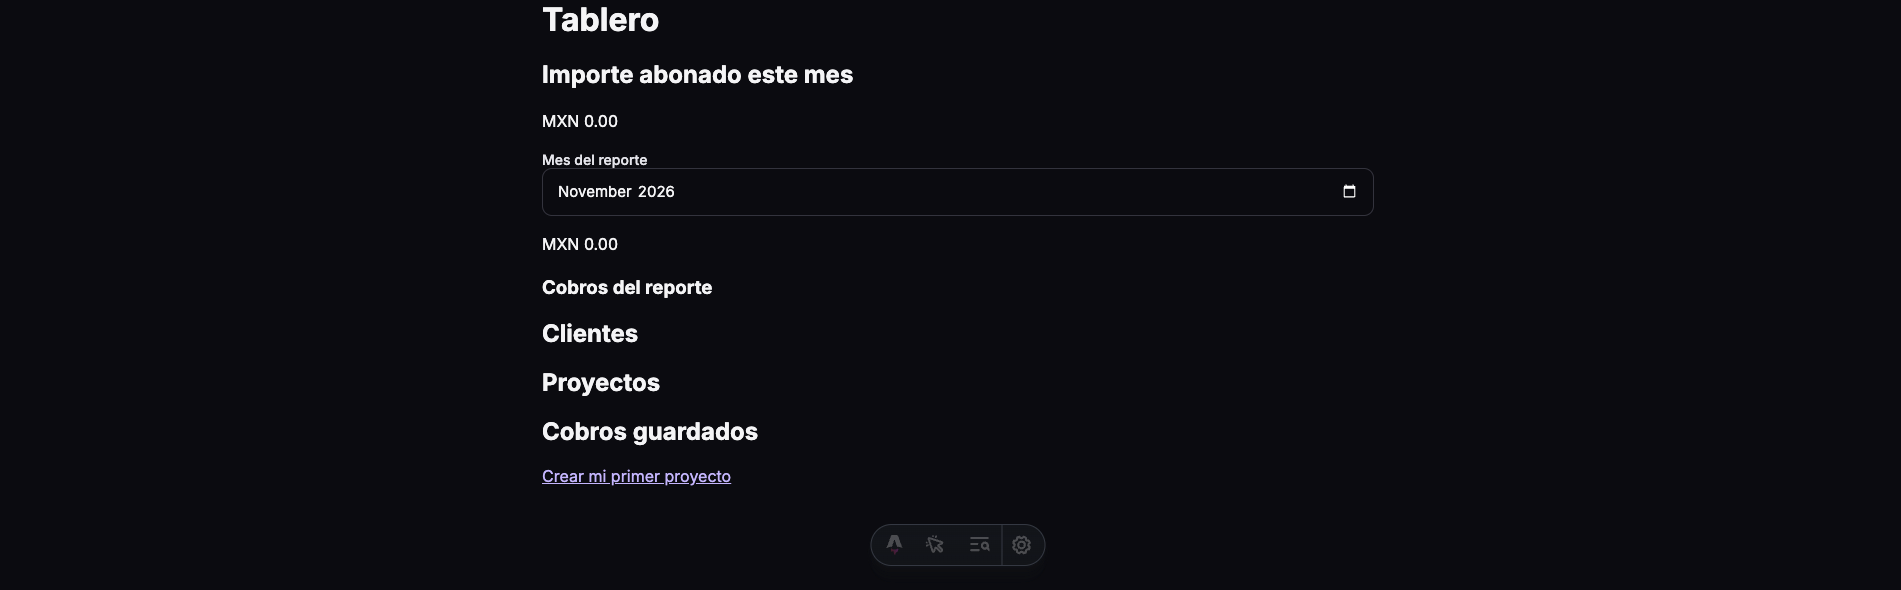 Tablero
Importe abonado este mes
MXN 0.00
Mes del reporte
November 2026
MXN 0.00
Cobros del reporte
Clientes
Proyectos
Cobros guardados
Crear mi primer proyecto